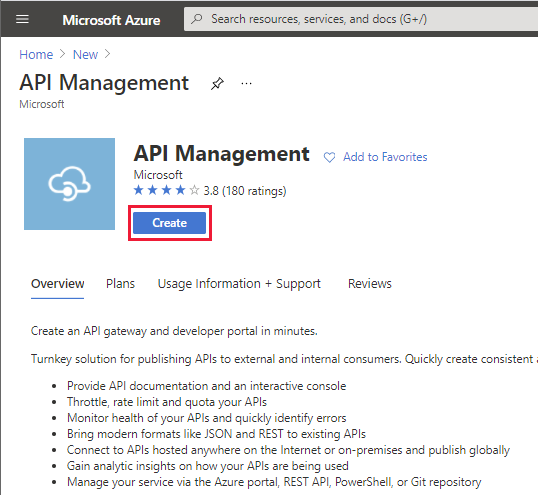 Microsoft Azure
Search resources, services, and docs (G+/)
Home > New >
API Management
Microsoft
API Management
Add to Favorites
Microsoft
3.8 (180 ratings)
Create
Overview Plans Usage Information + Support Reviews
Create an API gateway and developer portal in minutes.
Turnkey solution for publishing APIs to external and internal consumers. Quickly create consistent
• Provide API documentation and an interactive console
• Throttle, rate limit and quota your APIs
• Monitor health of your APIs and quickly identify errors
• Bring modern formats like JSON and REST to existing APIs
• Connect to APIs hosted anywhere on the Internet or on-premises and publish globally
• Gain analytic insights on how your APIs are being used
• Manage your service via the Azure portal, REST API, PowerShell, or Git repository